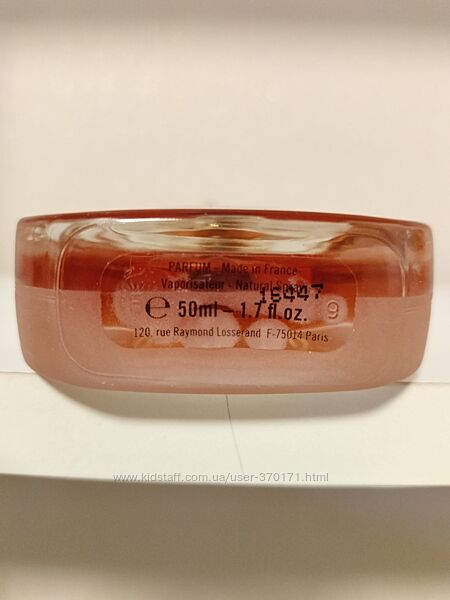 PARFUM - Made in France
Vaporisateur - Natural Spray
16447
e 50ml - 1.7 fl.oz. 9
120, rue Raymond Losserand F-75014 Paris
www.kidstaff.com.ua/user-370171.html